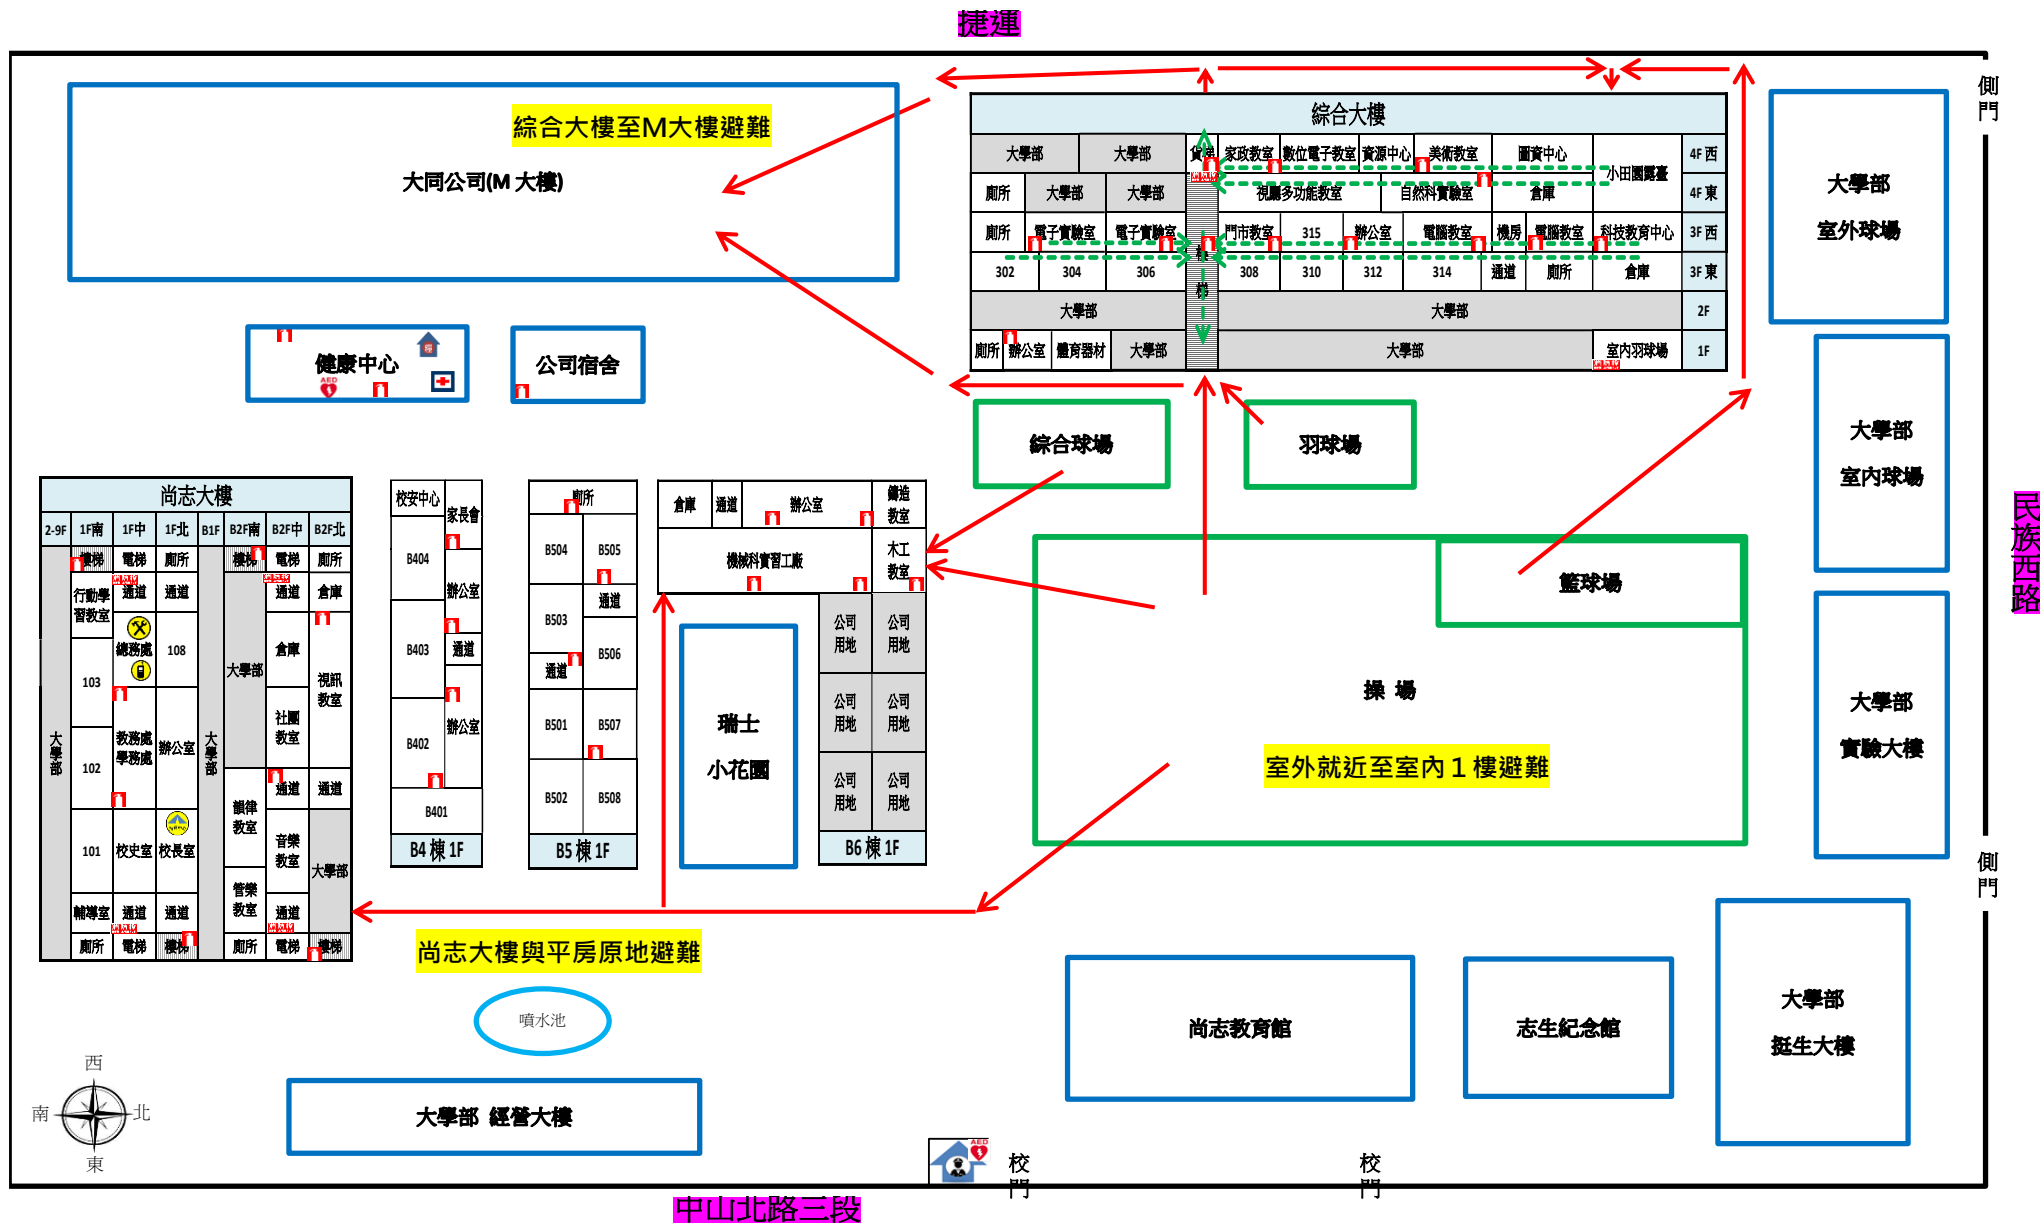 捷運
側門
綜合大樓至M大樓避難
大同公司(M 大樓)
綜合大樓
大學部 大學部 貨梯 家政教室 數位電子教室 資源中心 美術教室 圖資中心 小田園露臺 4F 西
廁所 大學部 大學部 視聽多功能教室 自然科實驗室 倉庫 4F 東
廁所 電子實驗室 電子實驗室 門市教室 315 辦公室 電腦教室 機房 電腦教室 科技教育中心 3F 西
樓梯
302 304 306 308 310 312 314 通道 廁所 倉庫 3F 東
大學部 大學部 2F
廁所 辦公室 體育器材 大學部 大學部 室內羽球場 1F
大學部
室外球場
健康中心
AED
公司宿舍
綜合球場
羽球場
大學部
室內球場
民族西路
尚志大樓
2-9F 1F南 1F中 1F北 B1F B2F南 B2F中 B2F北
樓梯 電梯 廁所 樓梯 電梯 廁所
行動學習教室 通道 通道 通道 倉庫
總務處 108 大學部 倉庫
103 視訊教室
大學部 教務處 學務處 辦公室 大學部 社團教室
102 通道 通道
韻律教室
101 校史室 校長室 音樂教室 大學部
管樂教室
輔導室 通道 通道 通道
廁所 電梯 樓梯 廁所 電梯 樓梯
校安中心 家長會
B404 辦公室
B403 通道
B402 辦公室
B401
B4 棟 1F
廁所
B504 B505
通道
B503 B506
通道
B501 B507
B502 B508
B5 棟 1F
倉庫 通道 辦公室 鑄造教室
機械科實習工廠 木工教室
公司用地 公司用地
公司用地 公司用地
公司用地 公司用地
B6 棟 1F
瑞士
小花園
籃球場
操 場
室外就近至室內１樓避難
大學部
實驗大樓
側門
尚志大樓與平房原地避難
噴水池
尚志教育館
志生紀念館
大學部
挺生大樓
西
南 北
東
大學部 經營大樓
AED
校門
校門
中山北路三段